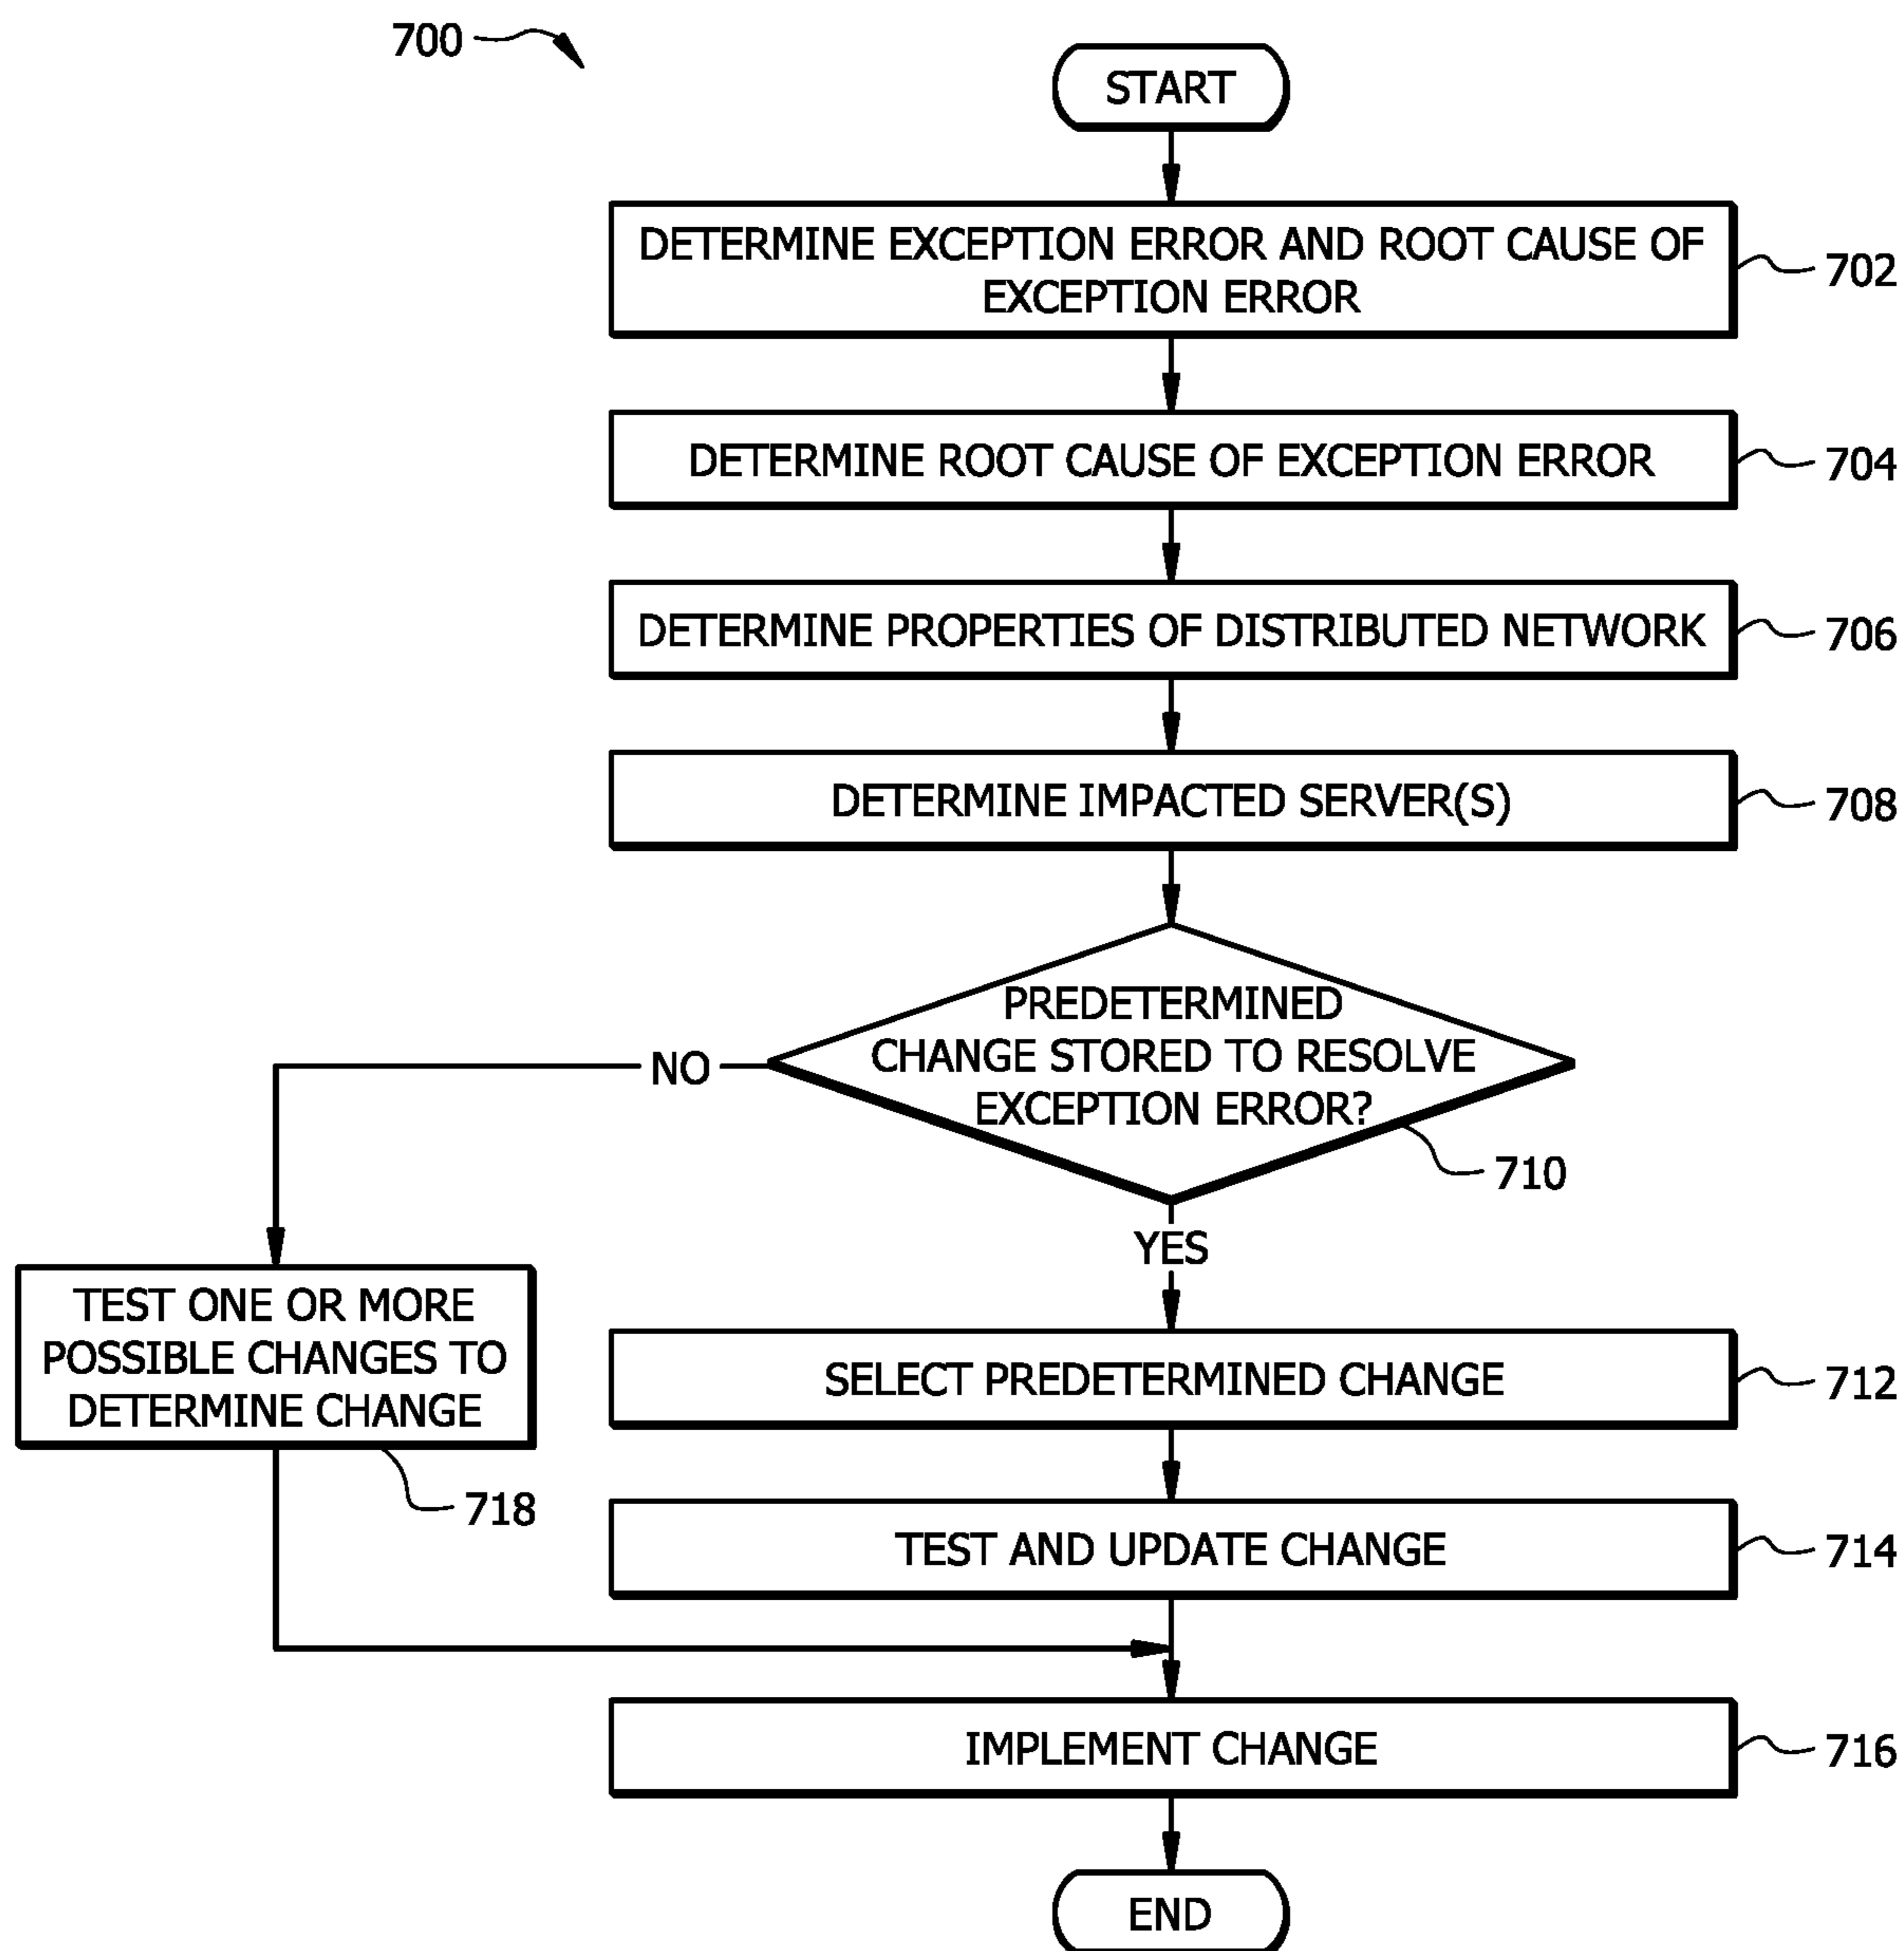 700
START
DETERMINE EXCEPTION ERROR AND ROOT CAUSE OF
EXCEPTION ERROR
702
DETERMINE ROOT CAUSE OF EXCEPTION ERROR
704
DETERMINE PROPERTIES OF DISTRIBUTED NETWORK
706
DETERMINE IMPACTED SERVER(S)
708
PREDETERMINED
CHANGE STORED TO RESOLVE
EXCEPTION ERROR?
710
NO
YES
TEST ONE OR MORE
POSSIBLE CHANGES TO
DETERMINE CHANGE
718
SELECT PREDETERMINED CHANGE
712
TEST AND UPDATE CHANGE
714
IMPLEMENT CHANGE
716
END